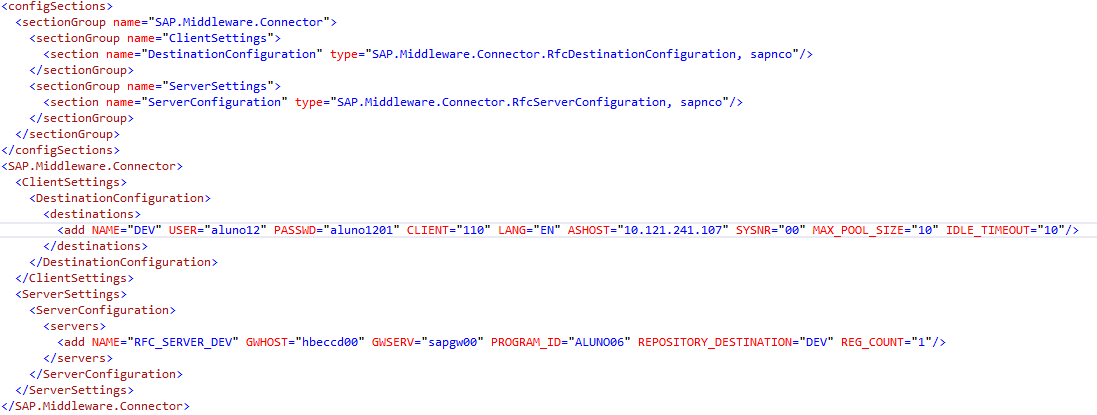 <configSections>
<sectionGroup name="SAP.Middleware.Connector">
<sectionGroup name="ClientSettings">
<section name="DestinationConfiguration" type="SAP.Middleware.Connector.RfcDestinationConfiguration, sapnco"/>
</sectionGroup>
<sectionGroup name="ServerSettings">
<section name="ServerConfiguration" type="SAP.Middleware.Connector.RfcServerConfiguration, sapnco"/>
</sectionGroup>
</sectionGroup>
</configSections>
<SAP.Middleware.Connector>
<ClientSettings>
<DestinationConfiguration>
<destinations>
<add NAME="DEV" USER="aluno12" PASSWD="aluno1201" CLIENT="110" LANG="EN" ASHOST="10.121.241.107" SYSNR="00" MAX_POOL_SIZE="10" IDLE_TIMEOUT="10"/>
</destinations>
</DestinationConfiguration>
</ClientSettings>
<ServerSettings>
<ServerConfiguration>
<servers>
<add NAME="RFC_SERVER_DEV" GWHOST="hbeccd00" GWSERV="sapgw00" PROGRAM_ID="ALUNO06" REPOSITORY_DESTINATION="DEV" REG_COUNT="1"/>
</servers>
</ServerConfiguration>
</ServerSettings>
</SAP.Middleware.Connector>